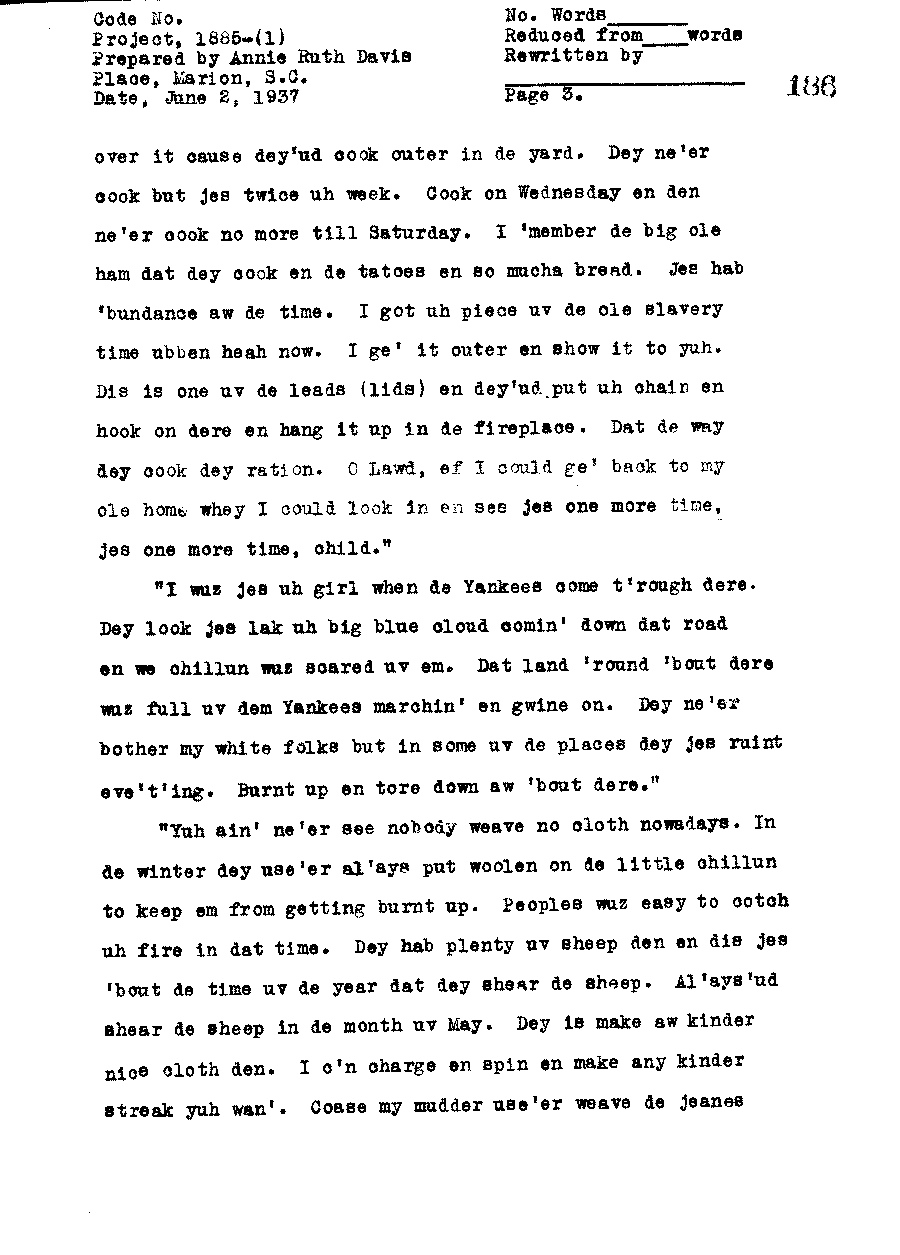 Code No.
No. Words
Project, 1885-(1)
Reduced from____words
Prepared by Annie Ruth Davis
Rewritten by
Place, Marion, S.C.
Date, June 2, 1937
Page 3.
186
over it cause dey'ud cook outer in de yard. Dey ne'er
cook but jes twice uh week. Cook on Wednesday en den
ne'er cook no more till Saturday. I 'member de big ole
ham dat dey cook en de tatoes en so mucha bread. Jes hab
'bundance aw de time. I got uh piece uv de ole slavery
time ubben heah now. I ge' it outer en show it to yuh.
Dis is one uv de leads (lids) en dey'ud put uh chain en
hook on dere en hang it up in de fireplace. Dat de way
dey cook dey ration. O Lawd, ef I could ge' back to my
ole home whey I could look in en see jes one more time,
jes one more time, child."
"I wuz jes uh girl when de Yankees come t'rough dere.
Dey look jes lak uh big blue cloud comin' down dat road
en we chillun wuz scared uv em. Dat land 'round 'bout dere
wuz full uv dem Yankees marchin' en gwine on. Dey ne'er
bother my white folks but in some uv de places dey jes ruint
eve't'ing. Burnt up en tore down aw 'bout dere."
"Yuh ain' ne'er see nobody weave no cloth nowadays. In
de winter dey use'er al'ays put woolen on de little chillun
to keep em from getting burnt up. Peoples wuz easy to cotch
uh fire in dat time. Dey hab plenty uv sheep den en dis jes
'bout de time uv de year dat dey shear de sheep. Al'ays'ud
shear de sheep in de month uv May. Dey is make aw kinder
nice cloth den. I c'n charge en spin en make any kinder
streak yuh wan'. Coase my mudder use'er weave de jeanes